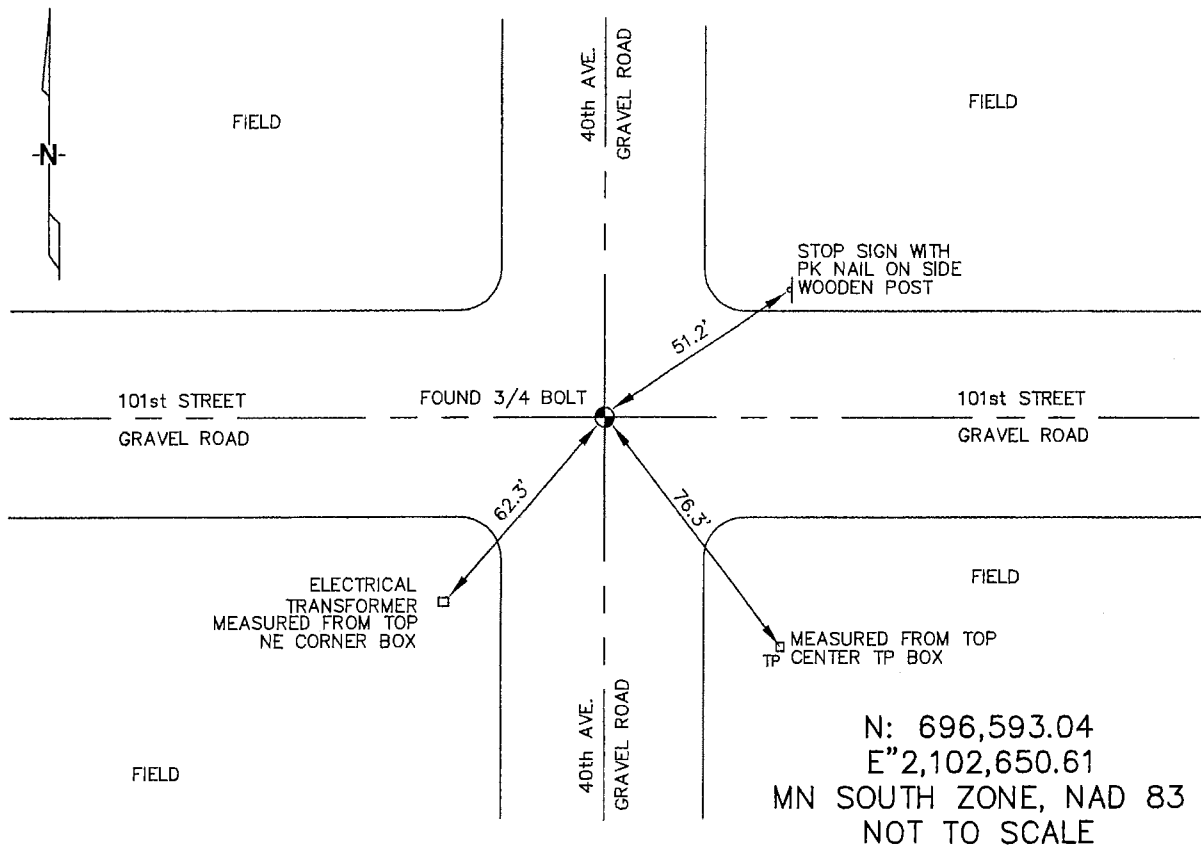 40th AVE.
GRAVEL ROAD
FIELD
FIELD
N
STOP SIGN WITH
PK NAIL ON SIDE
WOODEN POST
51.2'
101st STREET
GRAVEL ROAD
FOUND 3/4 BOLT
101st STREET
GRAVEL ROAD
62.3'
76.3'
ELECTRICAL
TRANSFORMER
MEASURED FROM TOP
NE CORNER BOX
FIELD
TP
MEASURED FROM TOP
CENTER TP BOX
40th AVE.
GRAVEL ROAD
FIELD
N: 696,593.04
E"2,102,650.61
MN SOUTH ZONE, NAD 83
NOT TO SCALE